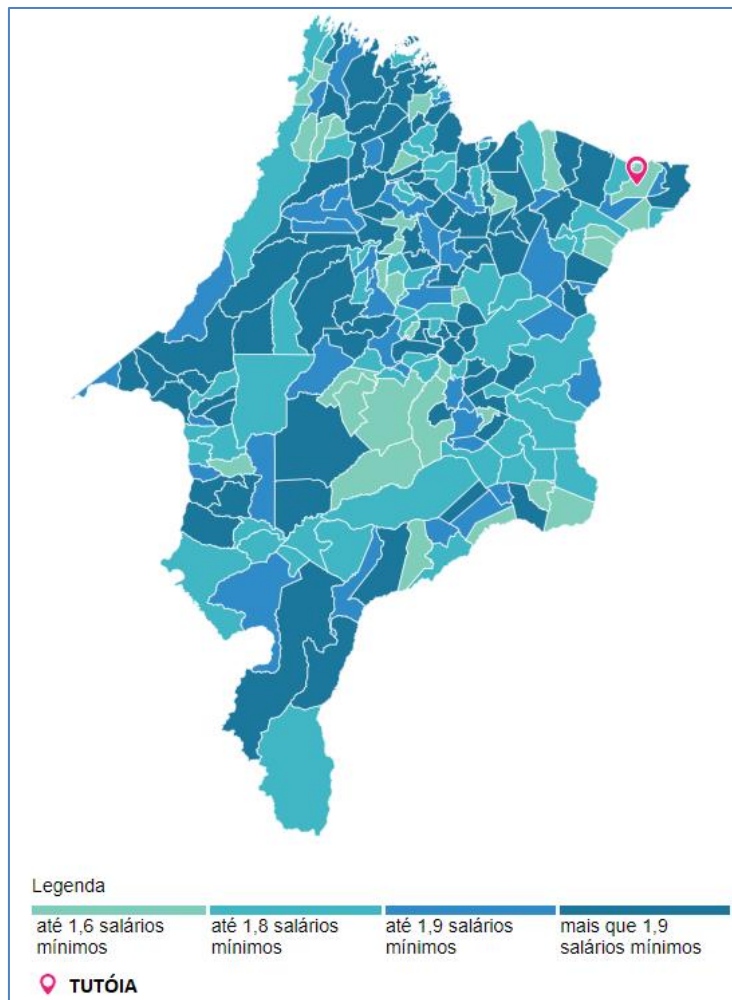 Legenda
até 1,6 salários mínimos
até 1,8 salários mínimos
até 1,9 salários mínimos
mais que 1,9 salários mínimos
TUTÓIA